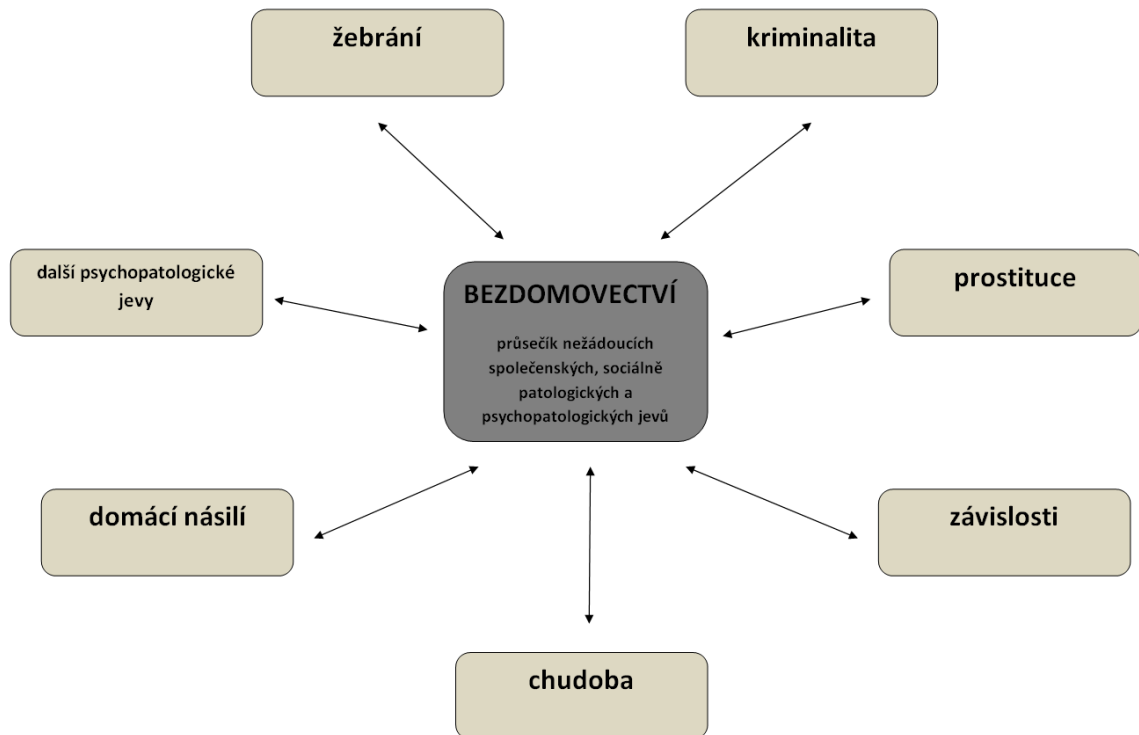 žebrání
kriminalita
další psychopatologické
jevy
BEZDOMOVECTVÍ
průsečík nežádoucích
společenských, sociálně
patologických a
psychopatologických jevů
prostituce
domácí násilí
závislosti
chudoba